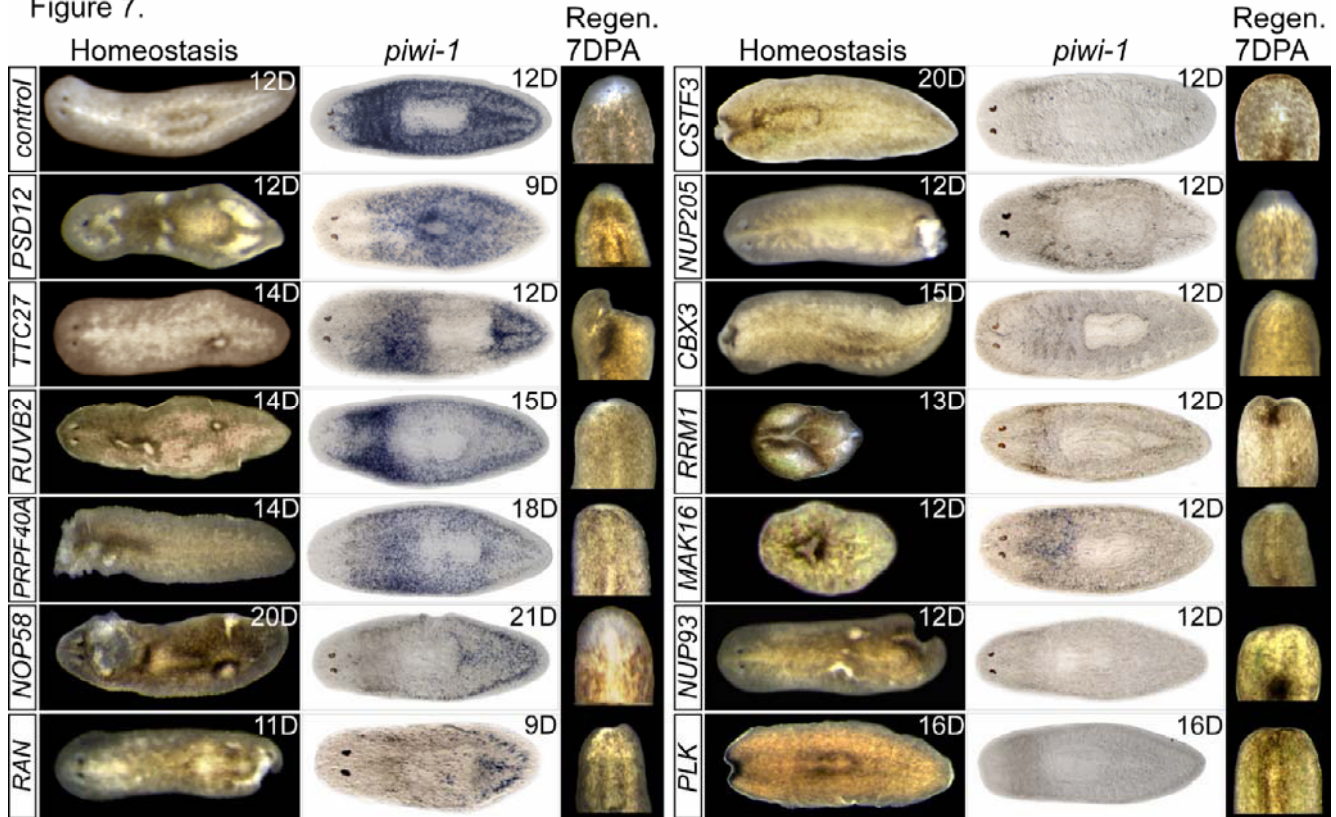 Figure 7.
Regen. Regen.
Homeostasis piwi-1 7DPA Homeostasis piwi-1 7DPA
control 12D 12D CSTF3 20D 12D
PSD12 12D 9D NUP205 12D 12D
TTC27 14D 12D CBX3 15D 12D
RUVB2 14D 15D RRM1 13D 12D
PRPF40A 14D 18D MAK16 12D 12D
NOP58 20D 21D NUP93 12D 12D
RAN 11D 9D PLK 16D 16D